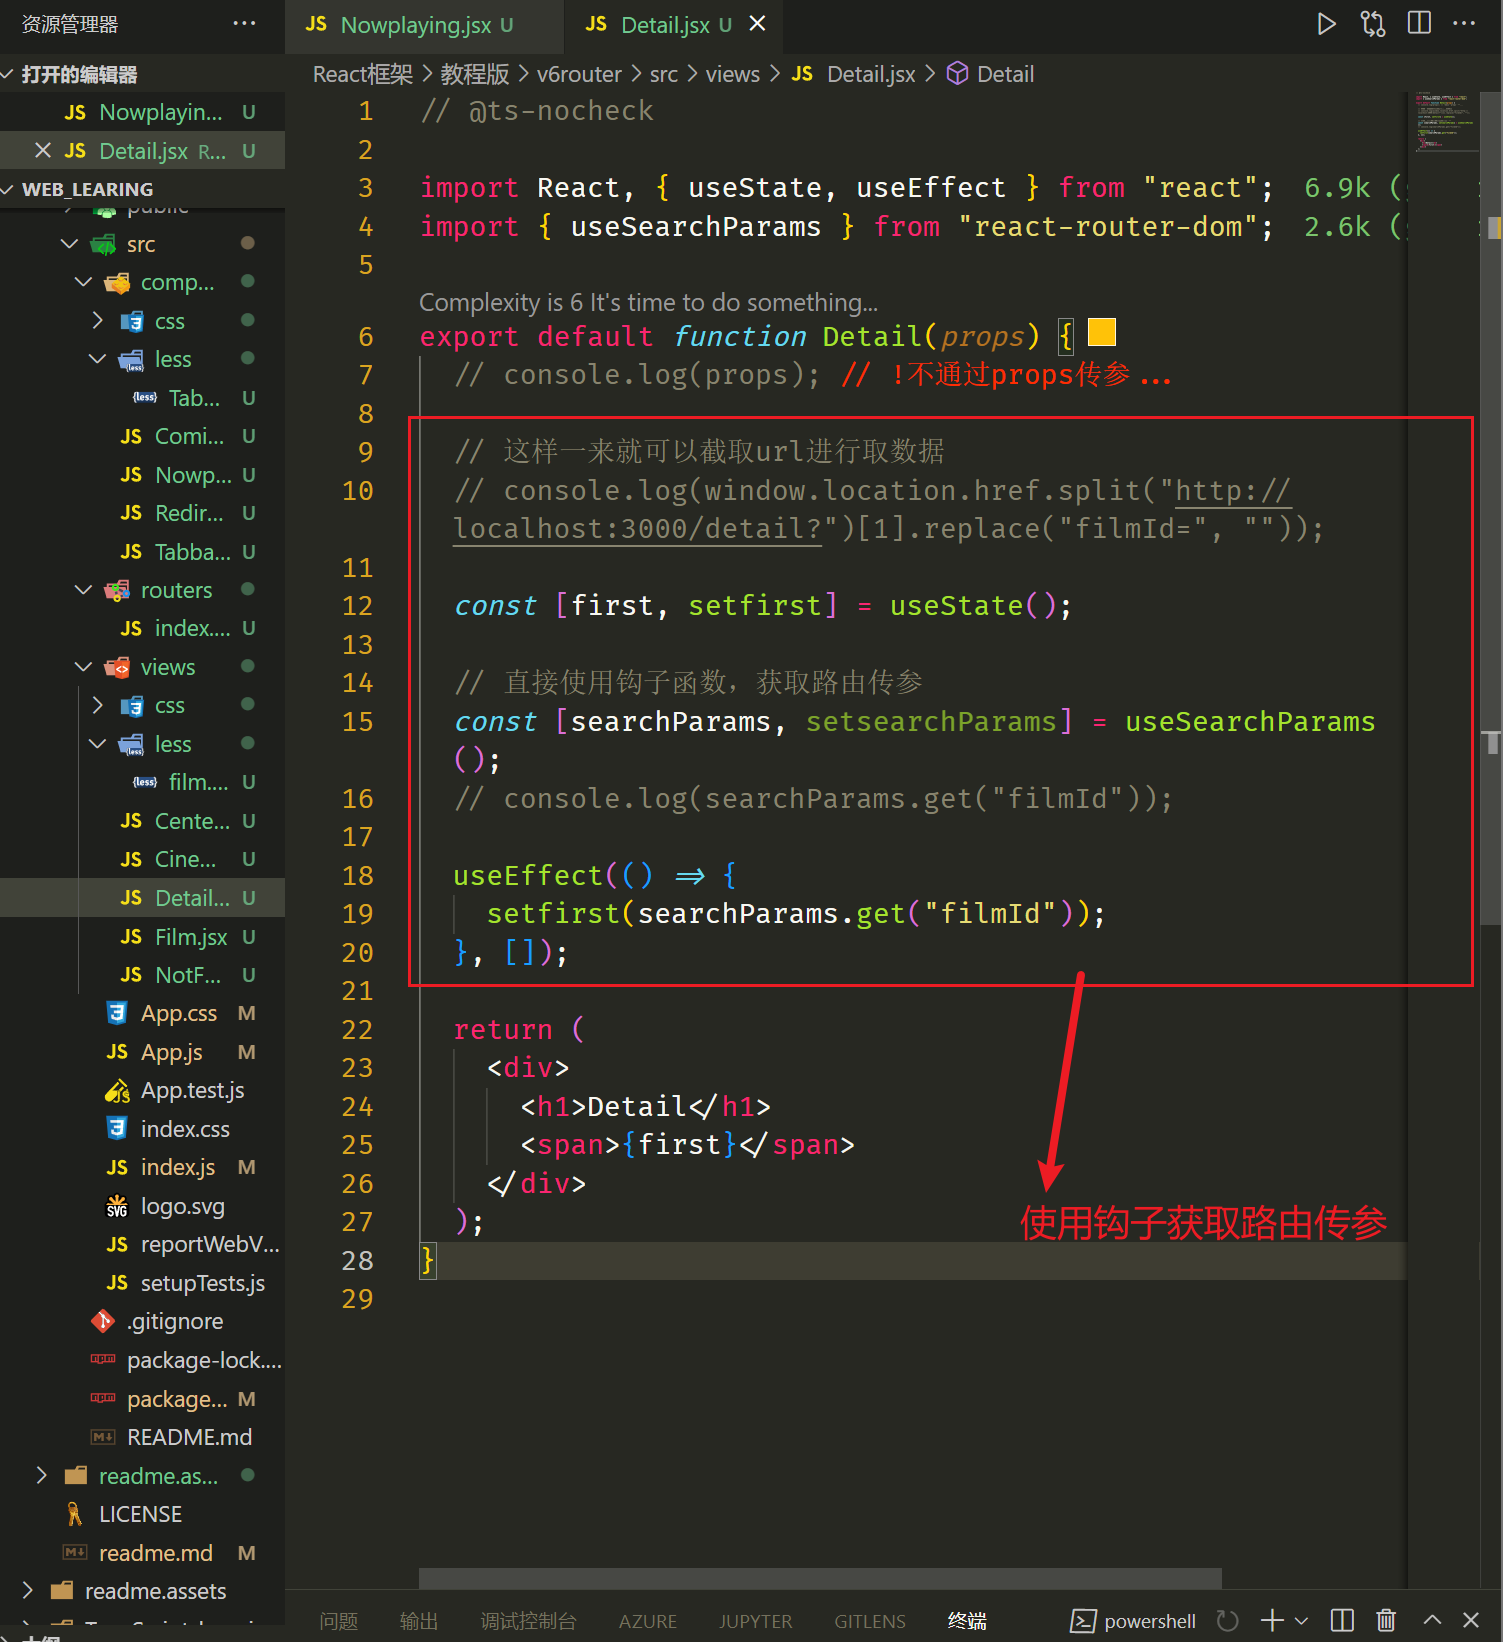 资源管理器 ···
打开的编辑器
JS Nowplayin... U
JS Detail.jsx R... U
WEB_LEARING
public
src
comp...
css
less
{less} Tab... U
JS Comi... U
JS Nowp... U
JS Redir... U
JS Tabba... U
routers
JS index.... U
views
css
less
{less} film.... U
JS Cente... U
JS Cine... U
JS Detail... U
JS Film.jsx U
JS NotF... U
App.css M
JS App.js M
App.test.js
index.css
JS index.js M
SVG logo.svg
JS reportWebV...
JS setupTests.js
.gitignore
package-lock....
package... M
README.md
readme.as...
LICENSE
readme.md M
readme.assets
JS Nowplaying.jsx U
JS Detail.jsx U
React框架 > 教程版 > v6router > src > views > JS Detail.jsx > Detail
1 // @ts-nocheck
2
3 import React, { useState, useEffect } from "react"; 6.9k (
4 import { useSearchParams } from "react-router-dom"; 2.6k (
5
Complexity is 6 It's time to do something...
6 export default function Detail(props) {
7 // console.log(props); // !不通过props传参...
8
9 // 这样一来就可以截取url进行取数据
10 // console.log(window.location.href.split("http://
localhost:3000/detail?")[1].replace("filmId=", ""));
11
12 const [first, setfirst] = useState();
13
14 // 直接使用钩子函数，获取路由传参
15 const [searchParams, setsearchParams] = useSearchParams
();
16 // console.log(searchParams.get("filmId"));
17
18 useEffect(() => {
19 setfirst(searchParams.get("filmId"));
20 }, []);
21
22 return (
23 <div>
24 <h1>Detail</h1>
25 <span>{first}</span>
26 </div>
27 );
28 }
29
使用钩子获取路由传参
问题 输出 调试控制台 AZURE JUPYTER GITLENS 终端 powershell